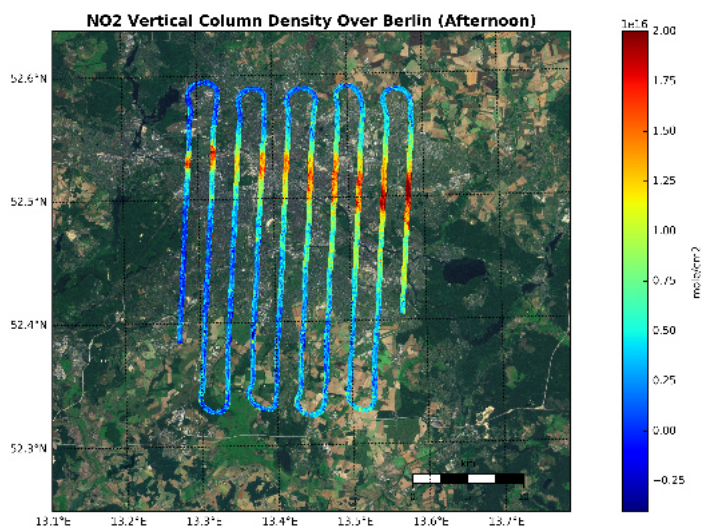 NO2 Vertical Column Density Over Berlin (Afternoon)
1e16
52.6°N
52.5°N
52.4°N
52.3°N
13.1°E
13.2°E
13.3°E
13.4°E
13.5°E
13.6°E
13.7°E
km
2.00
1.75
1.50
1.25
1.00
0.75
0.50
0.25
0.00
−0.25
molec/cm2